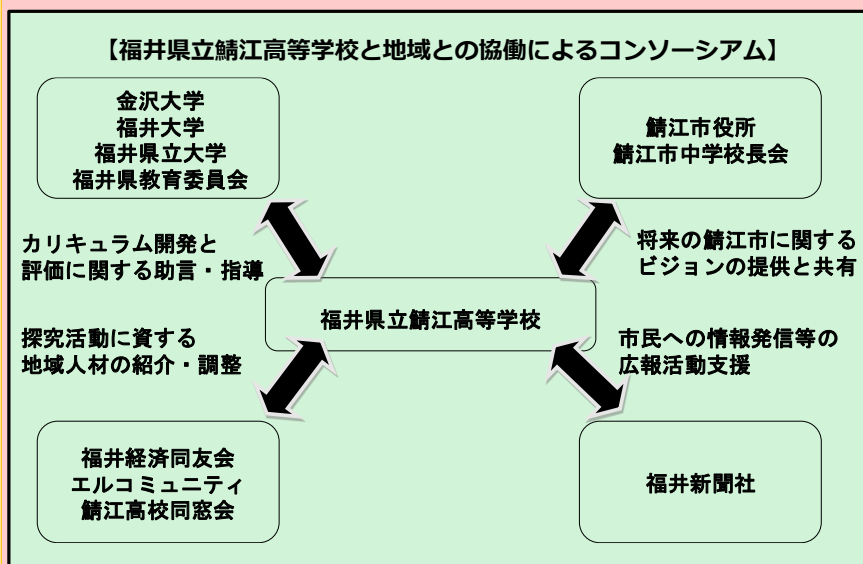 【福井県立鯖江高等学校と地域との協働によるコンソーシアム】
金沢大学
福井大学
福井県立大学
福井県教育委員会
鯖江市役所
鯖江市中学校長会
カリキュラム開発と
評価に関する助言・指導
将来の鯖江市に関する
ビジョンの提供と共有
福井県立鯖江高等学校
探究活動に資する
地域人材の紹介・調整
市民への情報発信等の
広報活動支援
福井経済同友会
エルコミュニティ
鯖江高校同窓会
福井新聞社